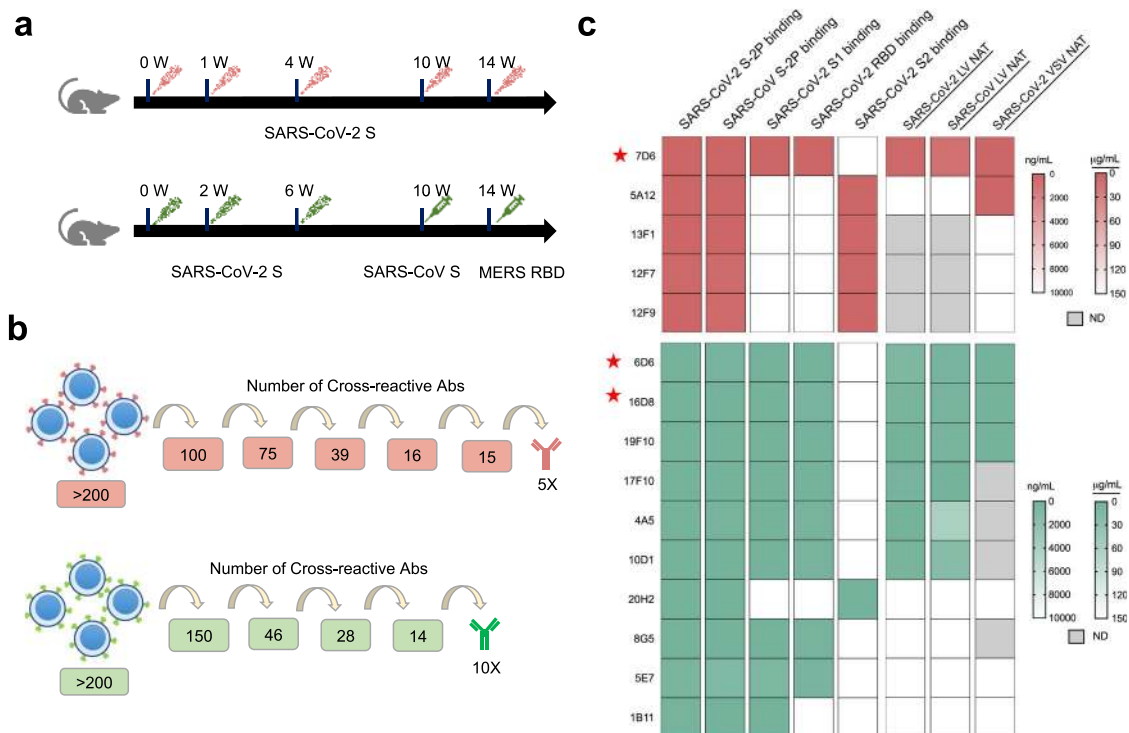 a
0 W 1 W 4 W 10 W 14 W
SARS-CoV-2 S
0 W 2 W 6 W 10 W 14 W
SARS-CoV-2 S SARS-CoV S MERS RBD
b
Number of Cross-reactive Abs
100 75 39 16 15
>200
5X
Number of Cross-reactive Abs
150 46 28 14
>200
10X
c
SARS-CoV-2 S-2P binding
SARS-CoV S-2P binding
SARS-CoV-2 S1 binding
SARS-CoV-2 RBD binding
SARS-CoV-2 S2 binding
SARS-CoV-2 LV NAT
SARS-CoV LV NAT
SARS-CoV-2 VSV NAT
7D6
5A12
13F1
12F7
12F9
ng/mL µg/mL
0 0
2000 30
4000 60
6000 90
8000 120
10000 150
ND
6D6
16D8
19F10
17F10
4A5
10D1
20H2
8G5
5E7
1B11
ng/mL µg/mL
0 0
2000 30
4000 60
6000 90
8000 120
10000 150
ND